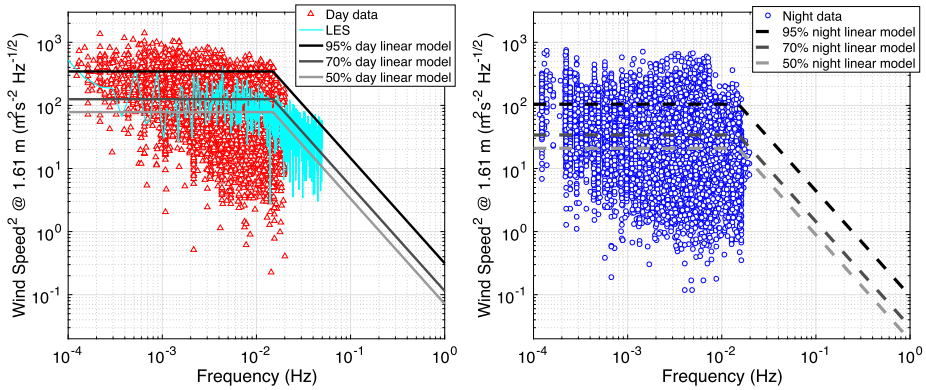 Day data
LES
95% day linear model
70% day linear model
50% day linear model
10^3
10^2
10^1
10^0
10^-1
Wind Speed^2 @ 1.61 m (m^2s^-2 Hz^-1/2)
10^-4
10^-3
10^-2
10^-1
10^0
Frequency (Hz)
Night data
95% night linear model
70% night linear model
50% night linear model
10^3
10^2
10^1
10^0
10^-1
Wind Speed^2 @ 1.61 m (m^2s^-2 Hz^-1/2)
10^-4
10^-3
10^-2
10^-1
10^0
Frequency (Hz)